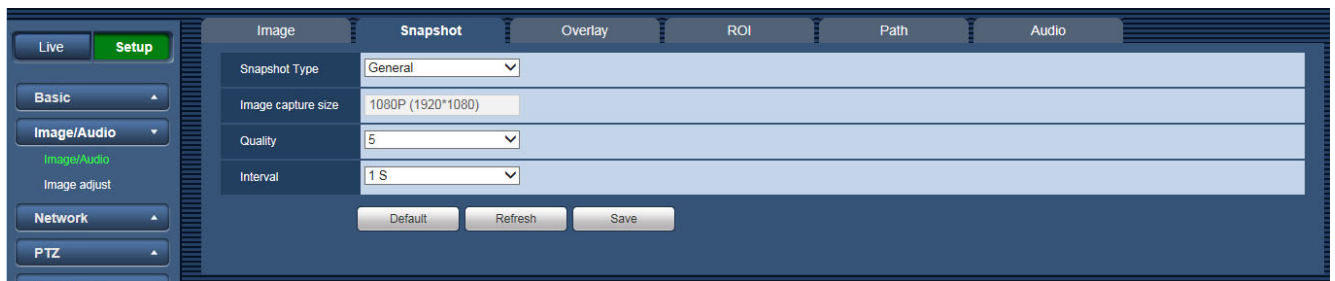 Live Setup
Basic
Image/Audio
Image/Audio
Image adjust
Network
PTZ
Image Snapshot Overlay ROI Path Audio
Snapshot Type General
Image capture size 1080P (1920*1080)
Quality 5
Interval 1 S
Default Refresh Save